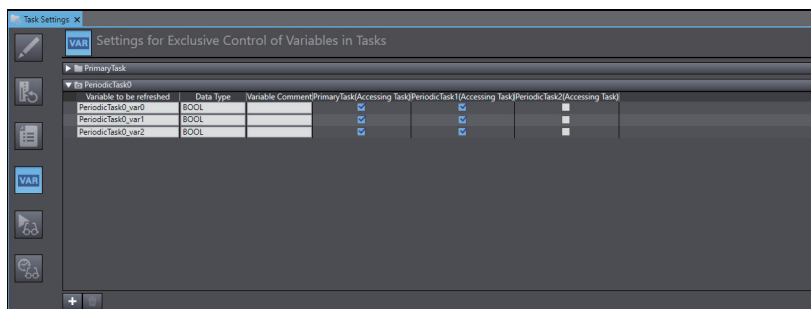 Task Settings ×
VAR Settings for Exclusive Control of Variables in Tasks
PrimaryTask
PeriodicTask0
Variable to be refreshed Data Type Variable Comment PrimaryTask(Accessing Task) PeriodicTask1(Accessing Task) PeriodicTask2(Accessing Task)
PeriodicTask0_var0 BOOL
PeriodicTask0_var1 BOOL
PeriodicTask0_var2 BOOL
VAR
+